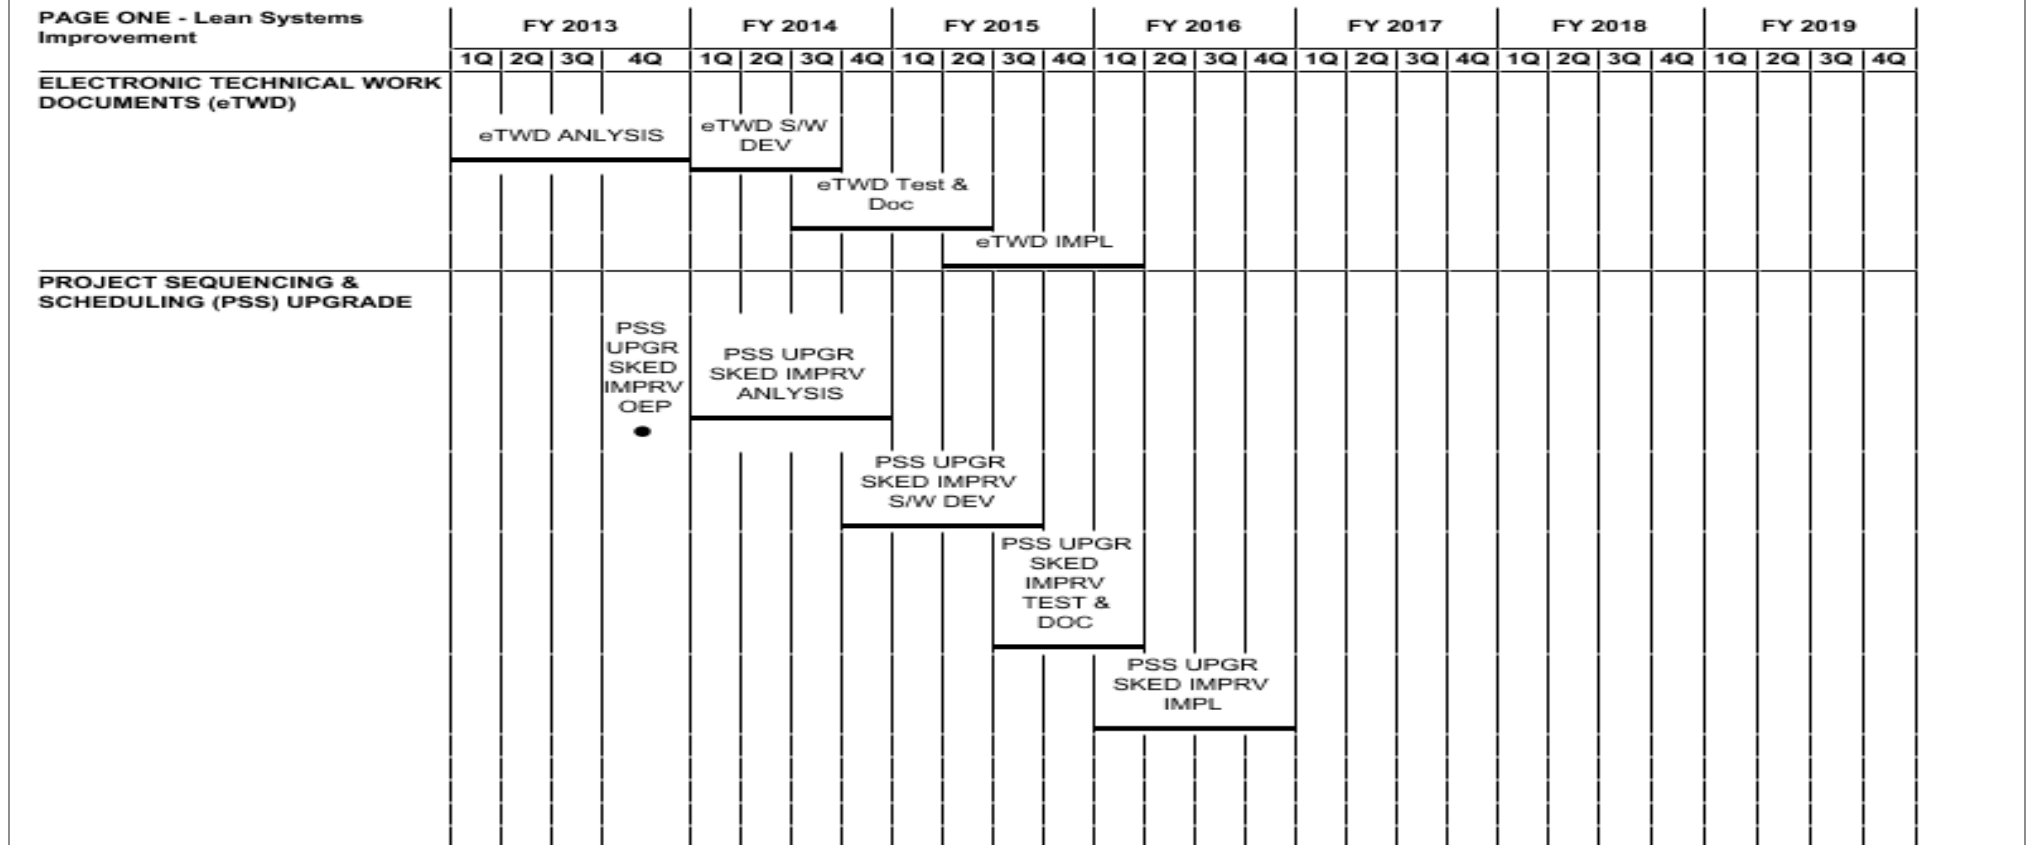 PAGE ONE - Lean Systems
Improvement
FY 2013 FY 2014 FY 2015 FY 2016 FY 2017 FY 2018 FY 2019
1Q 2Q 3Q 4Q 1Q 2Q 3Q 4Q 1Q 2Q 3Q 4Q 1Q 2Q 3Q 4Q 1Q 2Q 3Q 4Q 1Q 2Q 3Q 4Q 1Q 2Q 3Q 4Q
ELECTRONIC TECHNICAL WORK
DOCUMENTS (eTWD)
eTWD ANLYSIS
eTWD S/W
DEV
eTWD Test &
Doc
eTWD IMPL
PROJECT SEQUENCING &
SCHEDULING (PSS) UPGRADE
PSS
UPGR
SKED
IMPRV
OEP
PSS UPGR
SKED IMPRV
ANLYSIS
PSS UPGR
SKED IMPRV
S/W DEV
PSS UPGR
SKED
IMPRV
TEST &
DOC
PSS UPGR
SKED IMPRV
IMPL